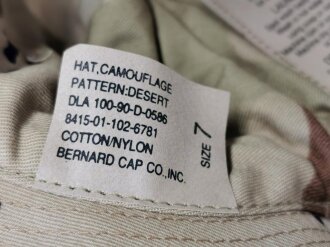 HAT, CAMOUFLAGE
PATTERN: DESERT
DLA 100-90-D-0586
8415-01-102-6781
COTTON/NYLON
BERNARD CAP CO., INC.
SIZE 7